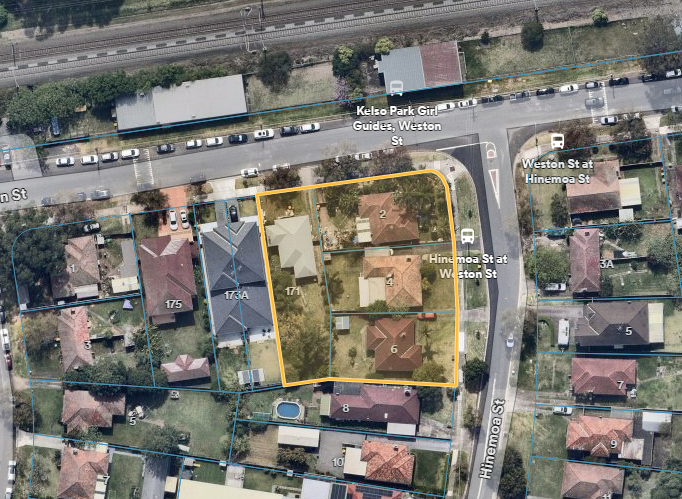 Kelso Park Girl
Guides, Weston
St
Weston St at
Hinemoa St
n St
2
Hinemoa St at
Weston St
1
175
173A
171
4
3A
3
6
5
7
8
5
9
10
11
Hinemoa St